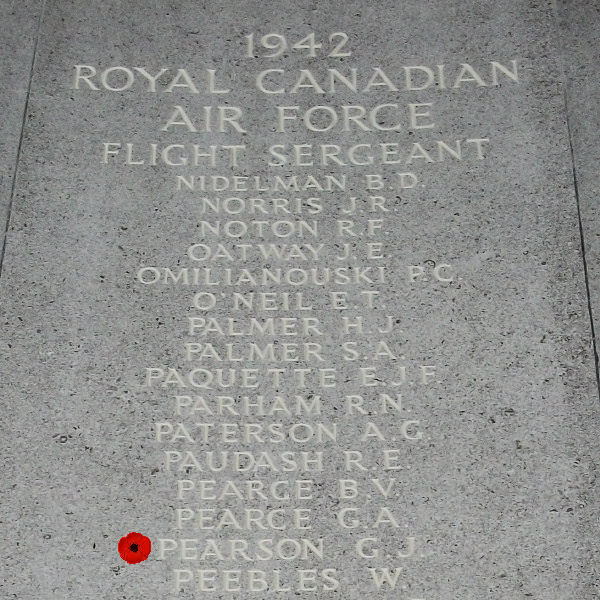 1942
ROYAL CANADIAN
AIR FORCE
FLIGHT SERGEANT
NIDELMAN B.D.
NORRIS J.R.
NOTON R.F.
OATWAY J.E.
OMILIANOUSKI P.C.
O'NEIL E.T.
PALMER H.J.
PALMER S.A.
PAQUETTE E.J.F.
PARHAM R.N.
PATERSON A.G.
PAUDASH R.E.
PEARCE B.V.
PEARCE G.A.
PEARSON G.J.
PEEBLES W.